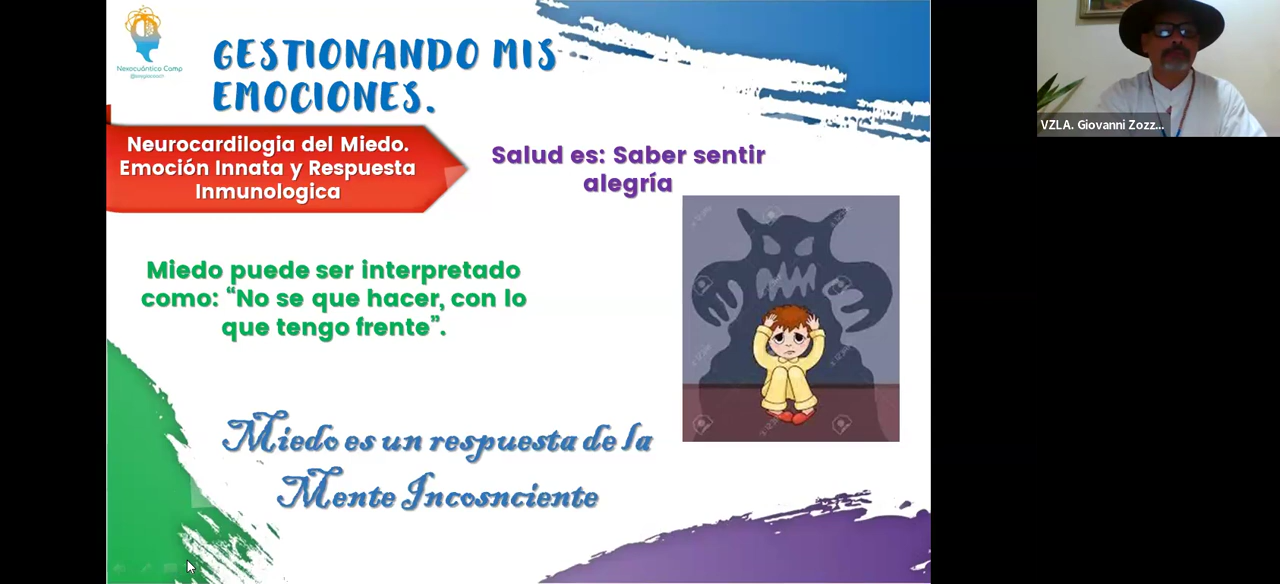 GESTIONANDO MIS
EMOCIONES.
Nexocuántico Camp
Neurocardilogia del Miedo.
Emoción Innata y Respuesta
Inmunologica
Salud es: Saber sentir
alegría
Miedo puede ser interpretado
como: “No se que hacer, con lo
que tengo frente”.
Miedo es un respuesta de la
Mente Incosnciente
VZLA. Giovanni Zozz...